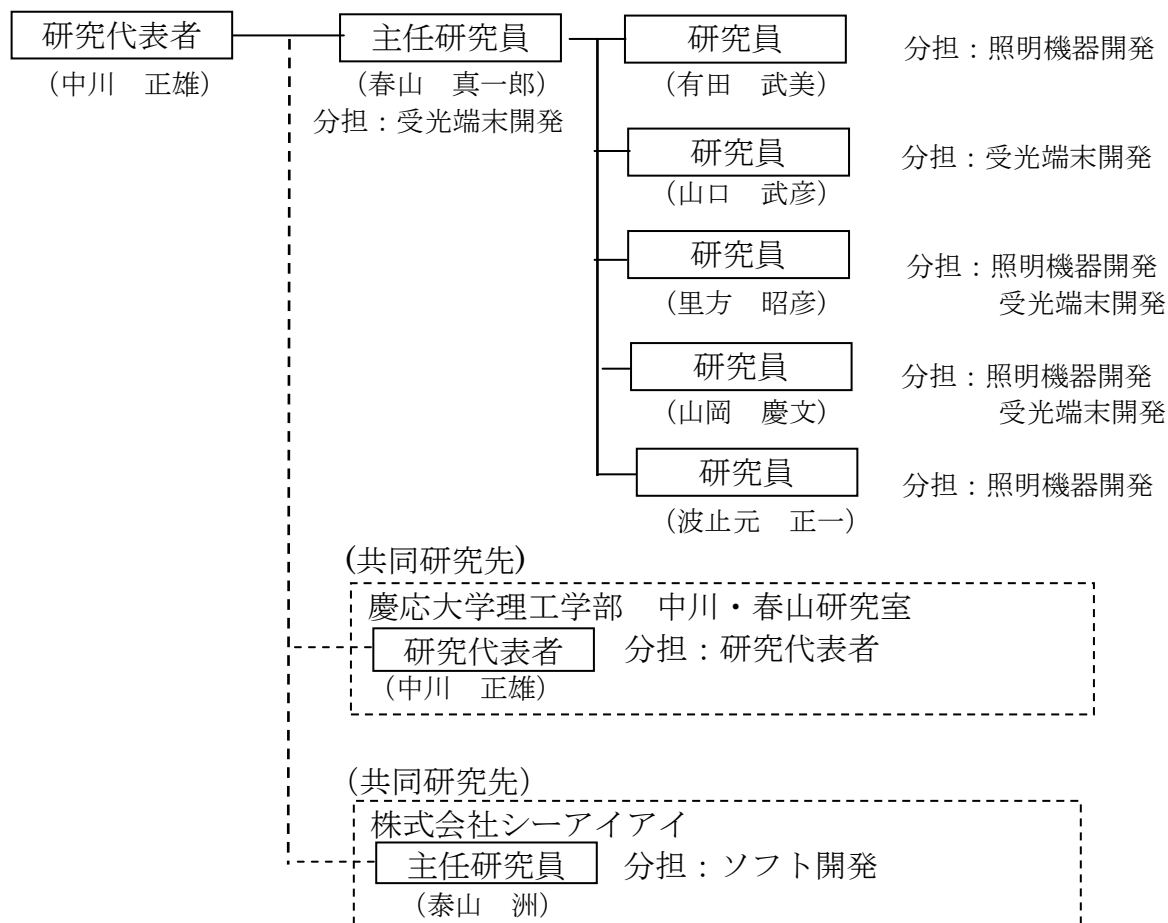 研究代表者
(中川 正雄)
主任研究員
(春山 真一郎)
分担：受光端末開発
研究員
(有田 武美)
分担：照明機器開発
研究員
(山口 武彦)
分担：受光端末開発
研究員
(里方 昭彦)
分担：照明機器開発
受光端末開発
研究員
(山岡 慶文)
分担：照明機器開発
受光端末開発
研究員
(波止元 正一)
分担：照明機器開発
(共同研究先)
慶応大学理工学部 中川・春山研究室
研究代表者 分担：研究代表者
(中川 正雄)
(共同研究先)
株式会社シーアイアイ
主任研究員 分担：ソフト開発
(泰山 洲)